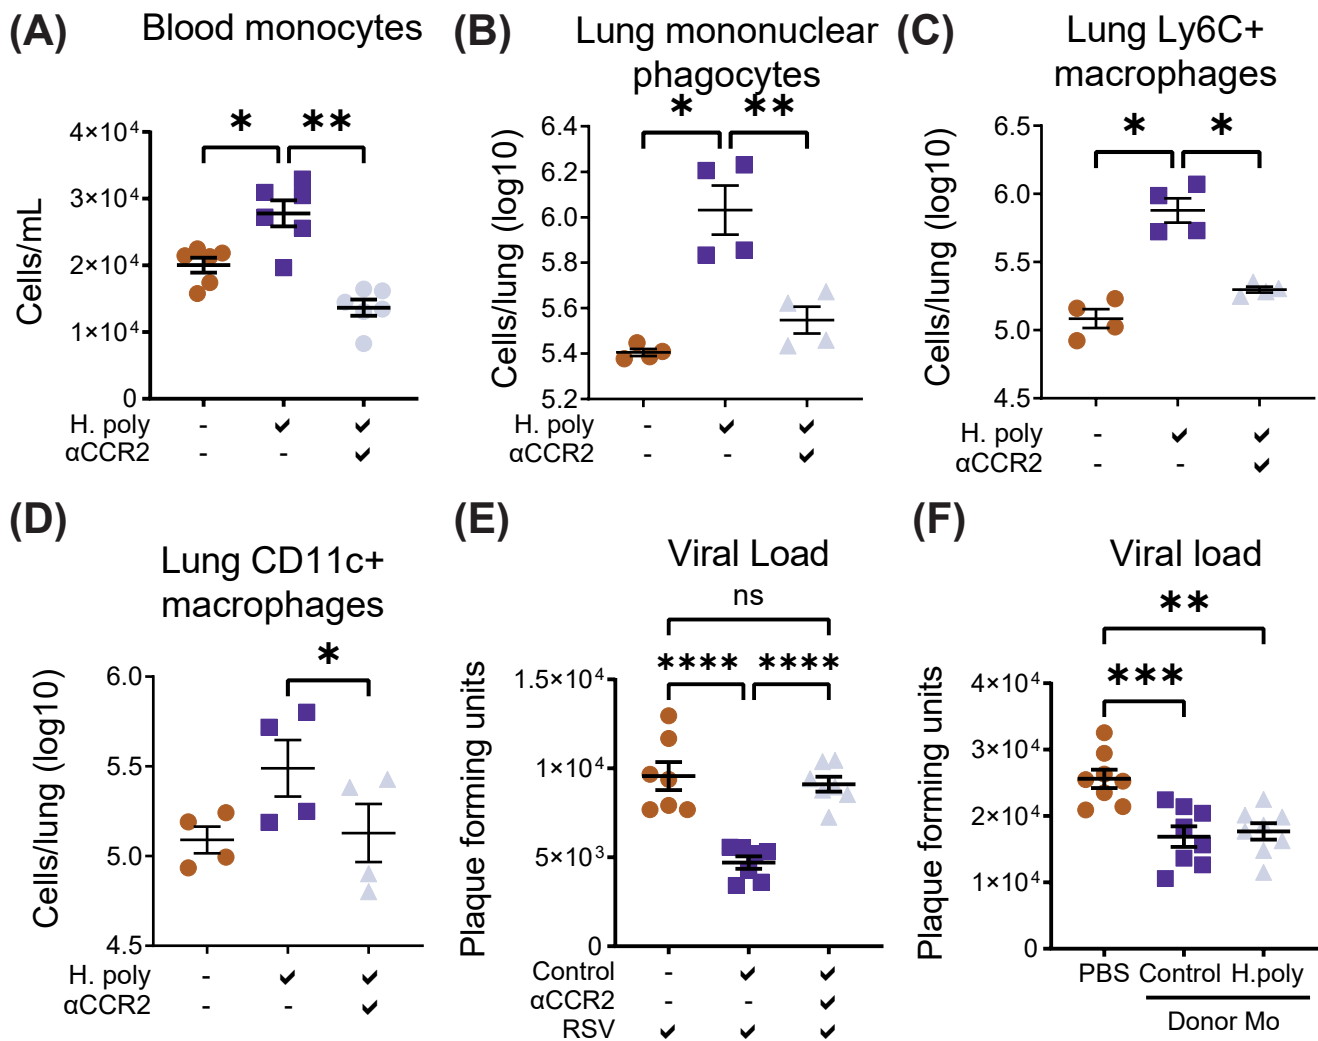 (A)
Blood monocytes
* **
4×10⁴
3×10⁴
2×10⁴
1×10⁴
0
Cells/mL
H. poly - ✓ ✓
αCCR2 - - ✓
(B)
Lung mononuclear
phagocytes
* **
6.4
6.2
6.0
5.8
5.6
5.4
5.2
Cells/lung (log10)
H. poly - ✓ ✓
αCCR2 - - ✓
(C)
Lung Ly6C+
macrophages
* *
6.5
6.0
5.5
5.0
4.5
Cells/lung (log10)
H. poly - ✓ ✓
αCCR2 - - ✓
(D)
Lung CD11c+
macrophages
*
6.0
5.5
5.0
4.5
Cells/lung (log10)
H. poly - ✓ ✓
αCCR2 - - ✓
(E)
Viral Load
ns
**** ****
1.5×10⁴
1×10⁴
5×10³
0
Plaque forming units
Control - ✓ ✓
αCCR2 - - ✓
RSV ✓ ✓ ✓
(F)
Viral load
**
***
4×10⁴
3×10⁴
2×10⁴
1×10⁴
0
Plaque forming units
PBS Control H.poly
Donor Mo